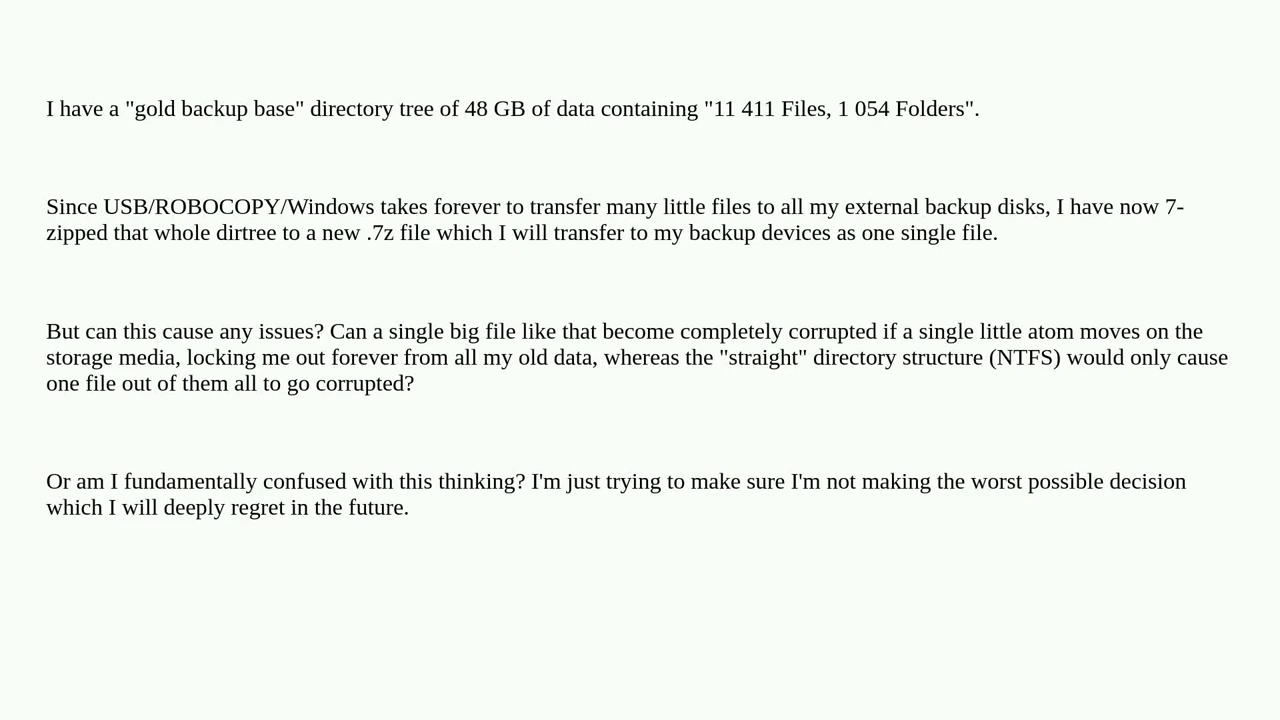 I have a "gold backup base" directory tree of 48 GB of data containing "11 411 Files, 1 054 Folders".
Since USB/ROBOCOPY/Windows takes forever to transfer many little files to all my external backup disks, I have now 7-
zipped that whole dirtree to a new .7z file which I will transfer to my backup devices as one single file.
But can this cause any issues? Can a single big file like that become completely corrupted if a single little atom moves on the
storage media, locking me out forever from all my old data, whereas the "straight" directory structure (NTFS) would only cause
one file out of them all to go corrupted?
Or am I fundamentally confused with this thinking? I'm just trying to make sure I'm not making the worst possible decision
which I will deeply regret in the future.